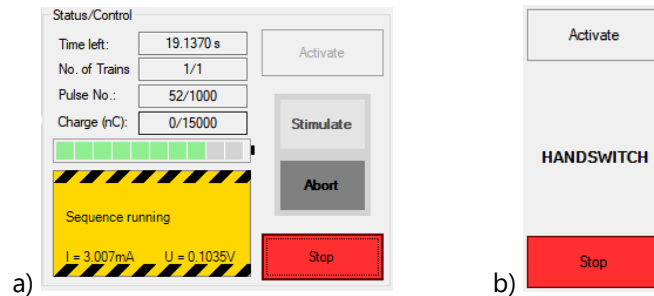 Status/Control
Time left: 19.1370 s
Activate
No. of Trains 1/1
Pulse No.: 52/1000
Charge (nC): 0/15000
Stimulate
Abort
Sequence running
I = 3.007mA U = 0.1035V
Stop
a)
Activate
HANDSWITCH
Stop
b)